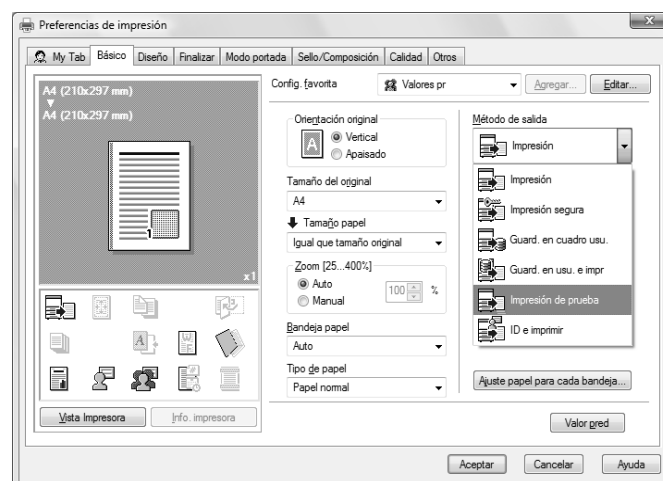 Preferencias de impresión
X
My Tab Básico Diseño Finalizar Modo portada Sello/Composición Calidad Otros
A4 (210x297 mm)
A4 (210x297 mm)
1
x1
Vista Impresora Info. impresora
Config. favorita Valores pr Agregar... Editar...
Orientación original
A
Vertical
Apaisado
Tamaño del original
A4
Tamaño papel
Igual que tamaño original
Zoom [25...400%]
Auto
Manual
100 %
Bandeja papel
Auto
Tipo de papel
Papel normal
Método de salida
Impresión
Impresión
Impresión segura
Guard. en cuadro usu.
Guard. en usu. e impr
Impresión de prueba
ID e imprimir
Ajuste papel para cada bandeja...
Valor pred
Aceptar Cancelar Ayuda